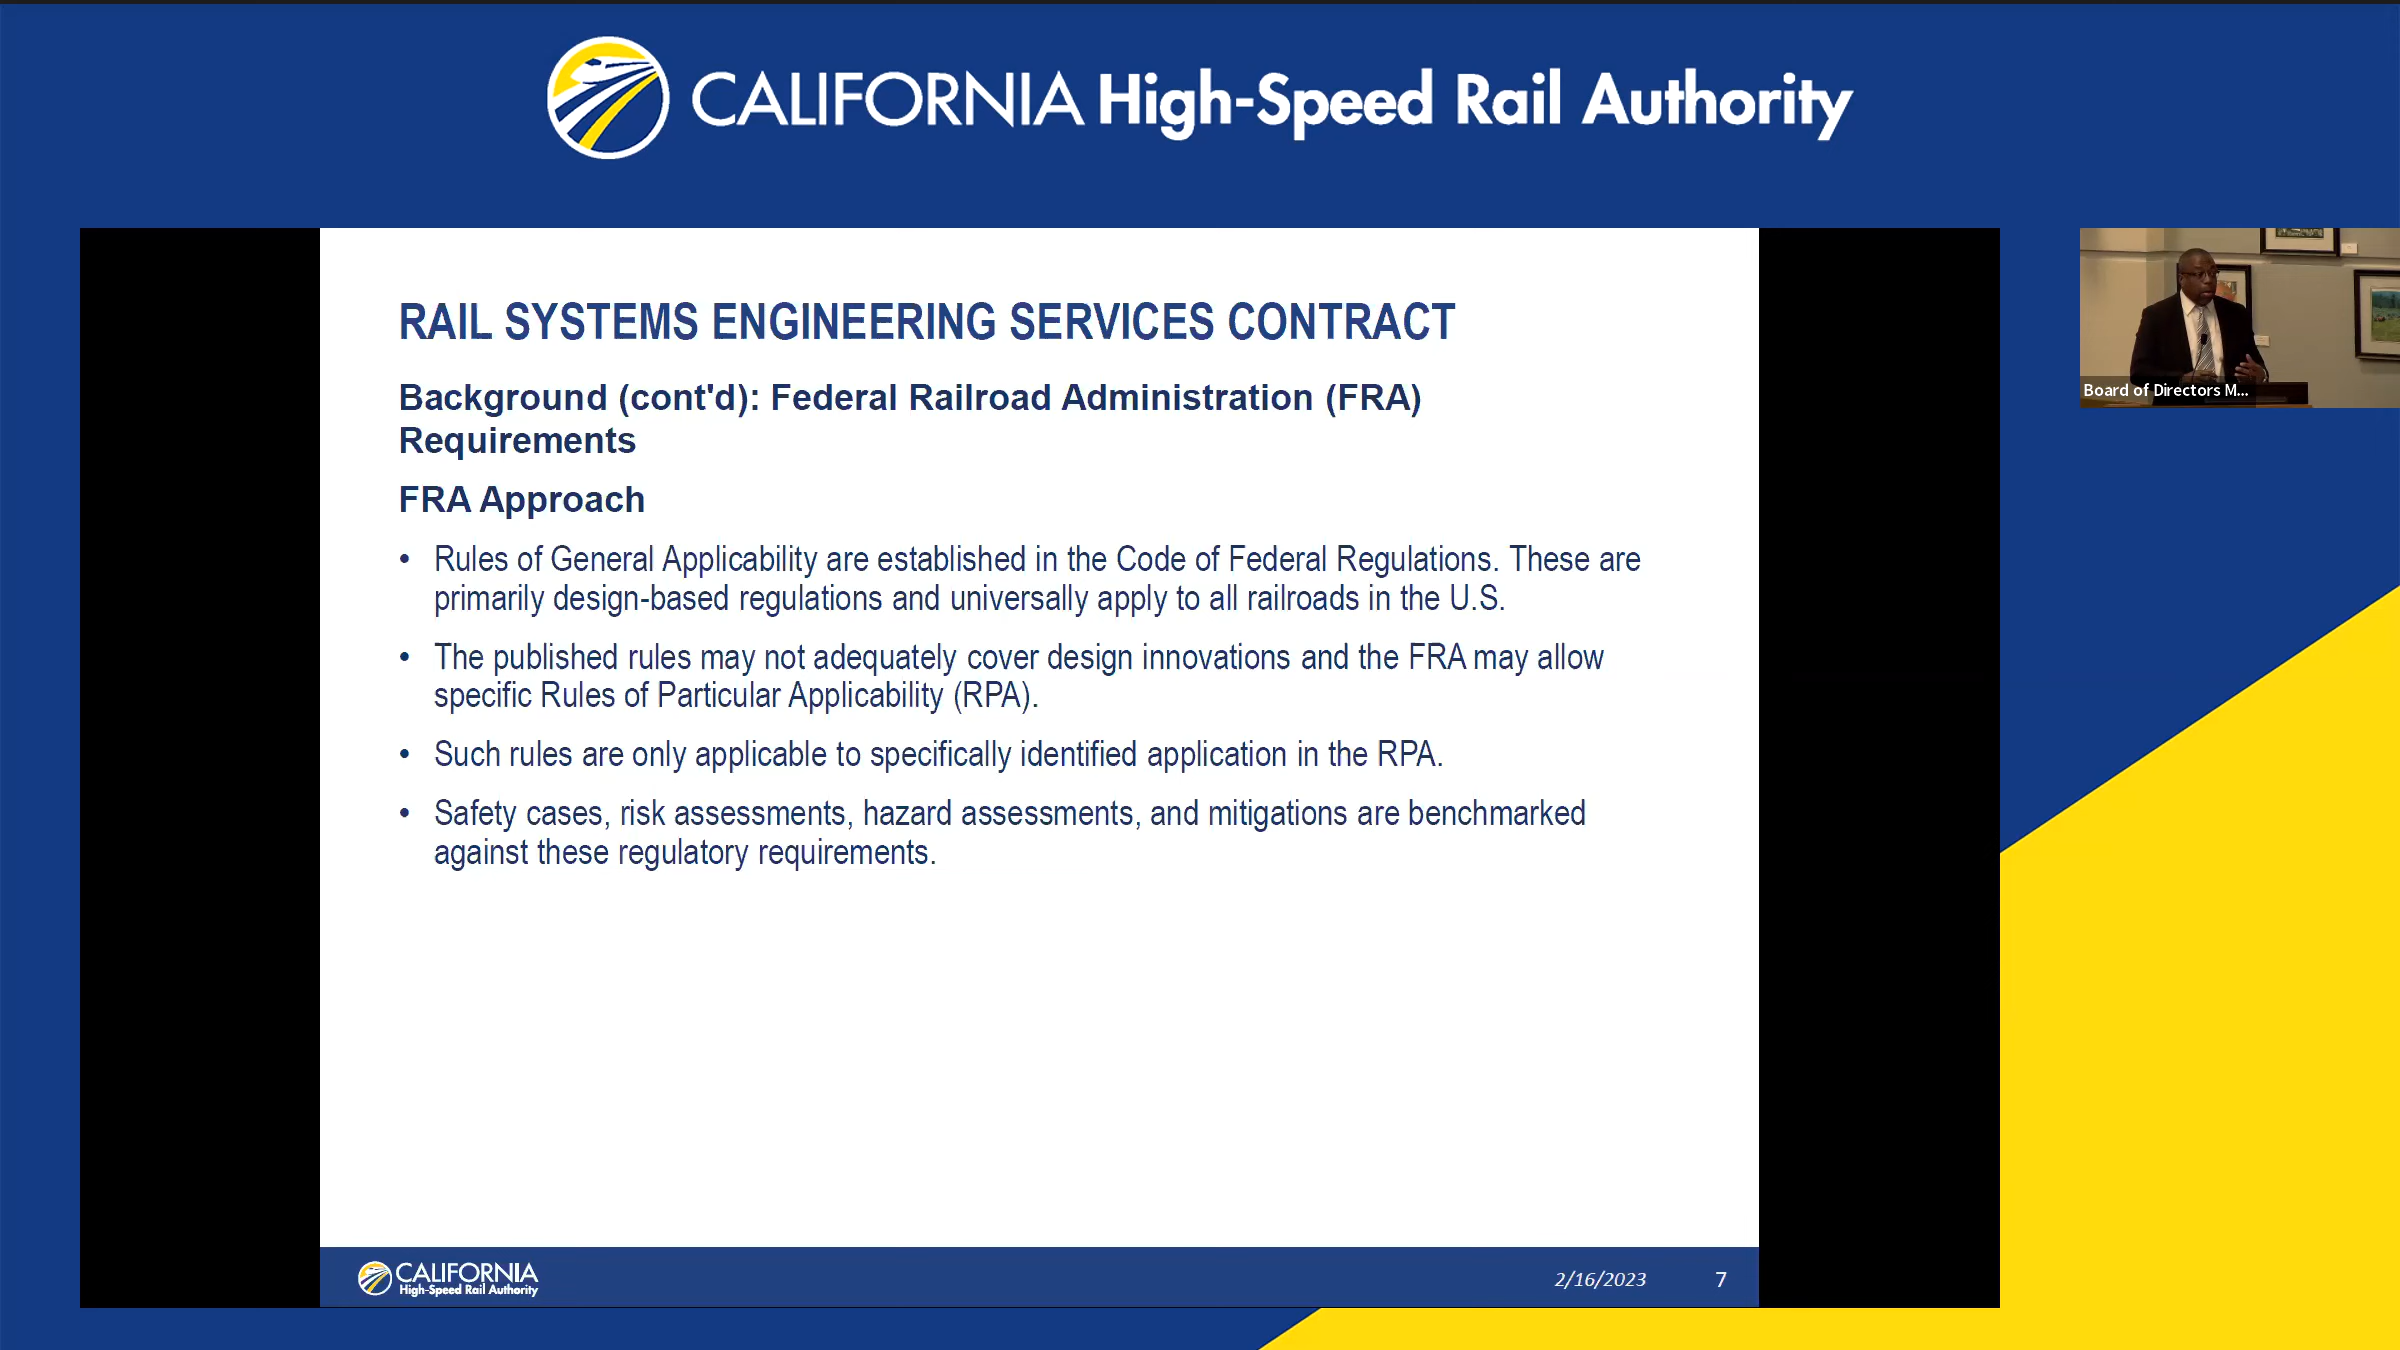 CALIFORNIA High-Speed Rail Authority
Board of Directors M...
RAIL SYSTEMS ENGINEERING SERVICES CONTRACT
Background (cont'd): Federal Railroad Administration (FRA)
Requirements
FRA Approach
• Rules of General Applicability are established in the Code of Federal Regulations. These are
primarily design-based regulations and universally apply to all railroads in the U.S.
• The published rules may not adequately cover design innovations and the FRA may allow
specific Rules of Particular Applicability (RPA).
• Such rules are only applicable to specifically identified application in the RPA.
• Safety cases, risk assessments, hazard assessments, and mitigations are benchmarked
against these regulatory requirements.
CALIFORNIA
High-Speed Rail Authority
2/16/2023
7